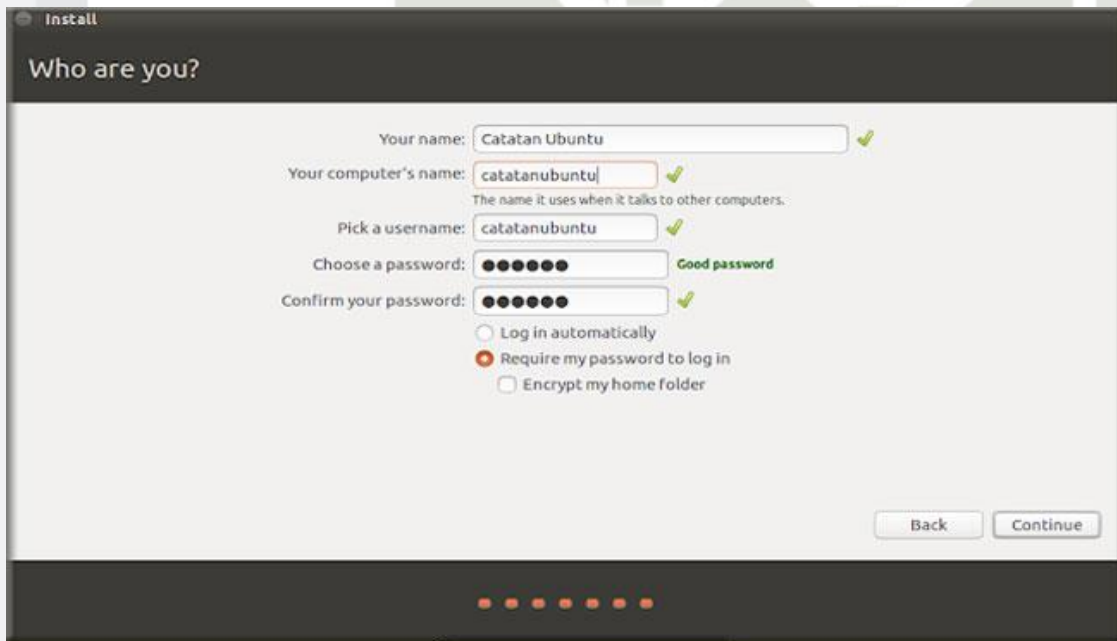 Install
Who are you?
Your name: Catatan Ubuntu
Your computer's name: catatanubuntu
The name it uses when it talks to other computers.
Pick a username: catatanubuntu
Choose a password: ●●●●●● Good password
Confirm your password: ●●●●●●
Log in automatically
Require my password to log in
Encrypt my home folder
Back Continue